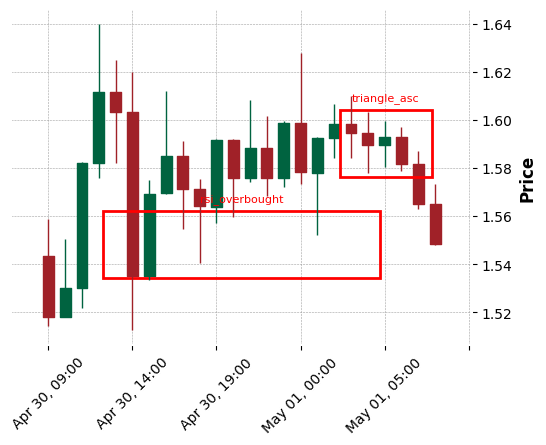 1.64
1.62
triangle_asc
1.60
1.58
overbought
1.56
1.54
1.52
Price
Apr 30, 09:00
Apr 30, 14:00
Apr 30, 19:00
May 01, 00:00
May 01, 05:00